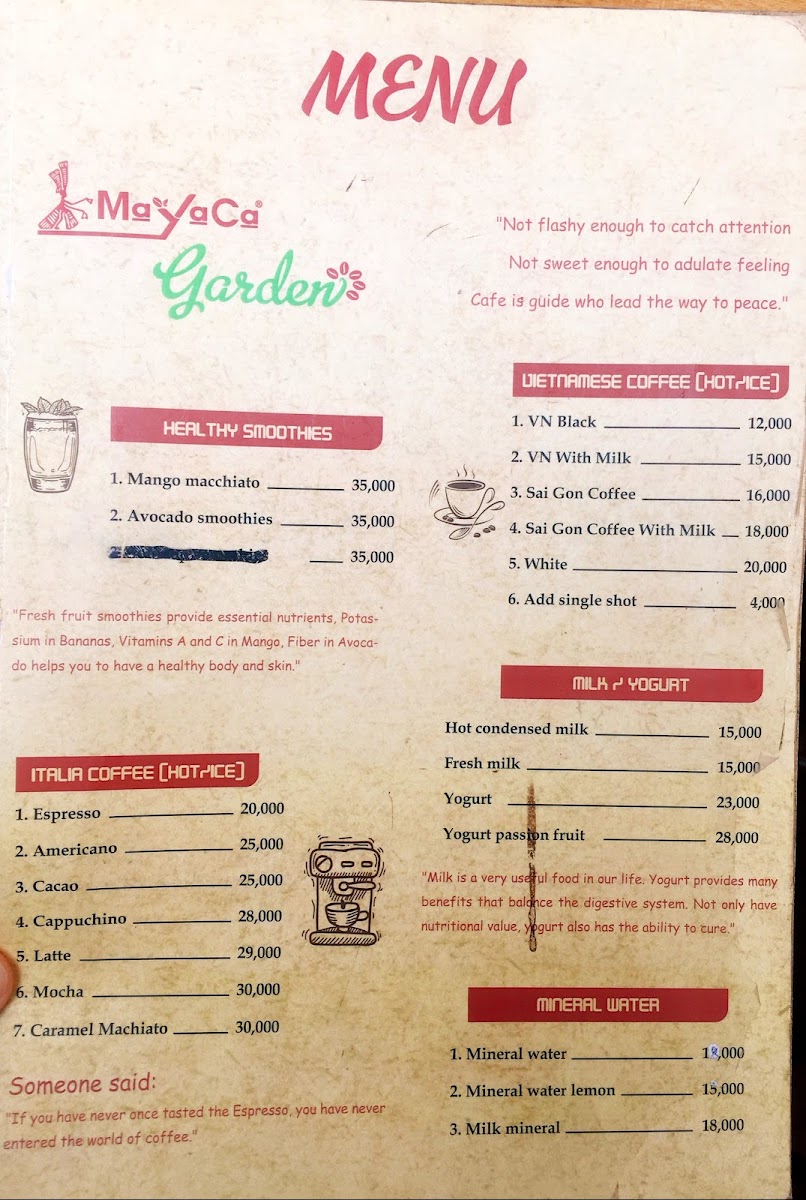 MENU
MaYaCa®
Garden
"Not flashy enough to catch attention
Not sweet enough to adulate feeling
Cafe is guide who lead the way to peace."
HEALTHY SMOOTHIES
1. Mango macchiato 35,000
2. Avocado smoothies 35,000
35,000
"Fresh fruit smoothies provide essential nutrients, Potas-
sium in Bananas, Vitamins A and C in Mango, Fiber in Avoca-
do helps you to have a healthy body and skin."
ITALIA COFFEE (HOT/ICE)
1. Espresso 20,000
2. Americano 25,000
3. Cacao 25,000
4. Cappuchino 28,000
5. Latte 29,000
6. Mocha 30,000
7. Caramel Machiato 30,000
Someone said:
"If you have never once tasted the Espresso, you have never
entered the world of coffee."
VIETNAMESE COFFEE (HOT/ICE)
1. VN Black 12,000
2. VN With Milk 15,000
3. Sai Gon Coffee 16,000
4. Sai Gon Coffee With Milk 18,000
5. White 20,000
6. Add single shot 4,000
MILK / YOGURT
Hot condensed milk 15,000
Fresh milk 15,000
Yogurt 23,000
Yogurt passion fruit 28,000
"Milk is a very useful food in our life. Yogurt provides many
benefits that balance the digestive system. Not only have
nutritional value, yogurt also has the ability to cure."
MINERAL WATER
1. Mineral water
2. Mineral water lemon 15,000
3. Milk mineral 18,000